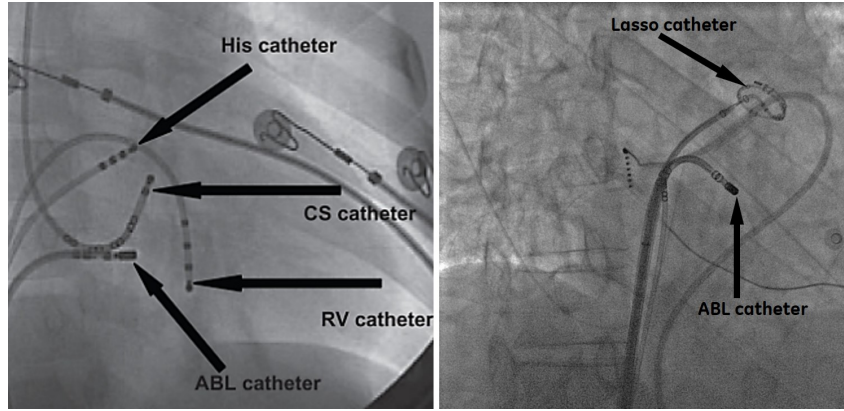 His catheter
CS catheter
RV catheter
ABL catheter
Lasso catheter
ABL catheter